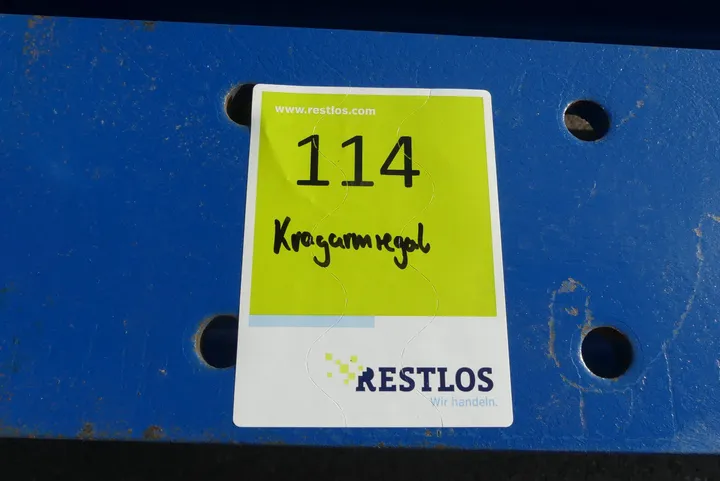 www.restlos.com
114
Kragarmregal
RESTLOS
Wir handeln.